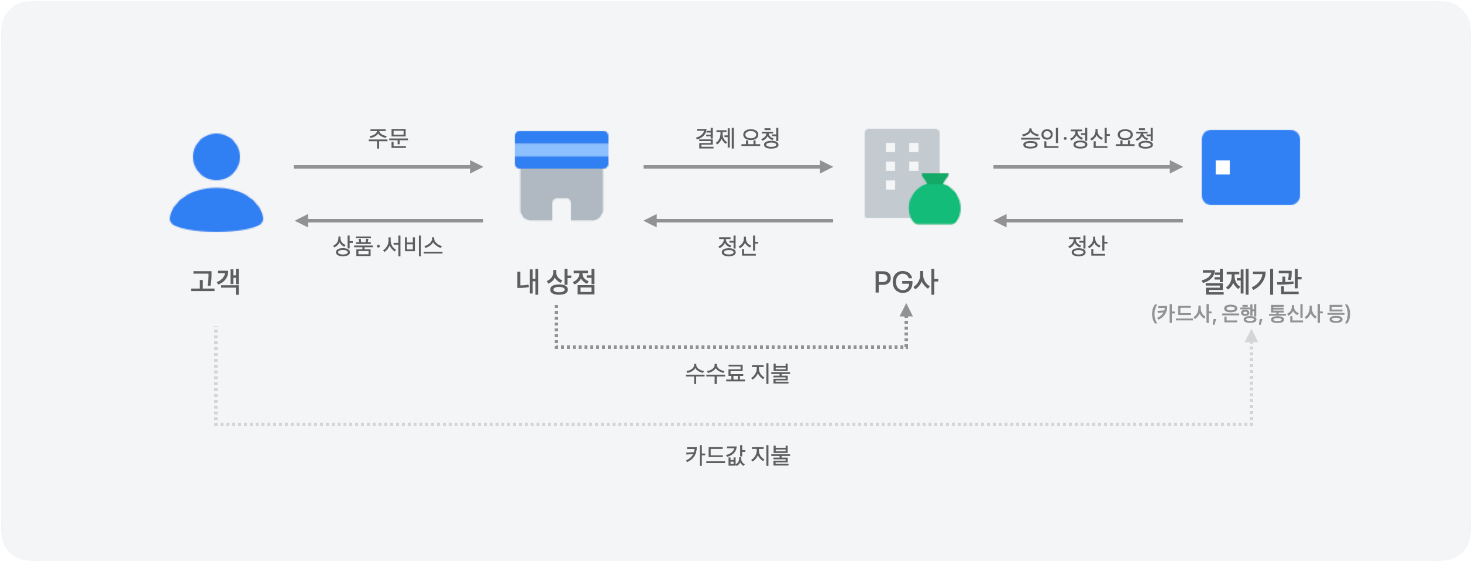 주문
결제 요청
승인·정산 요청
상품·서비스
정산
정산
고객
내 상점
PG사
결제기관
(카드사, 은행, 통신사 등)
수수료 지불
카드값 지불